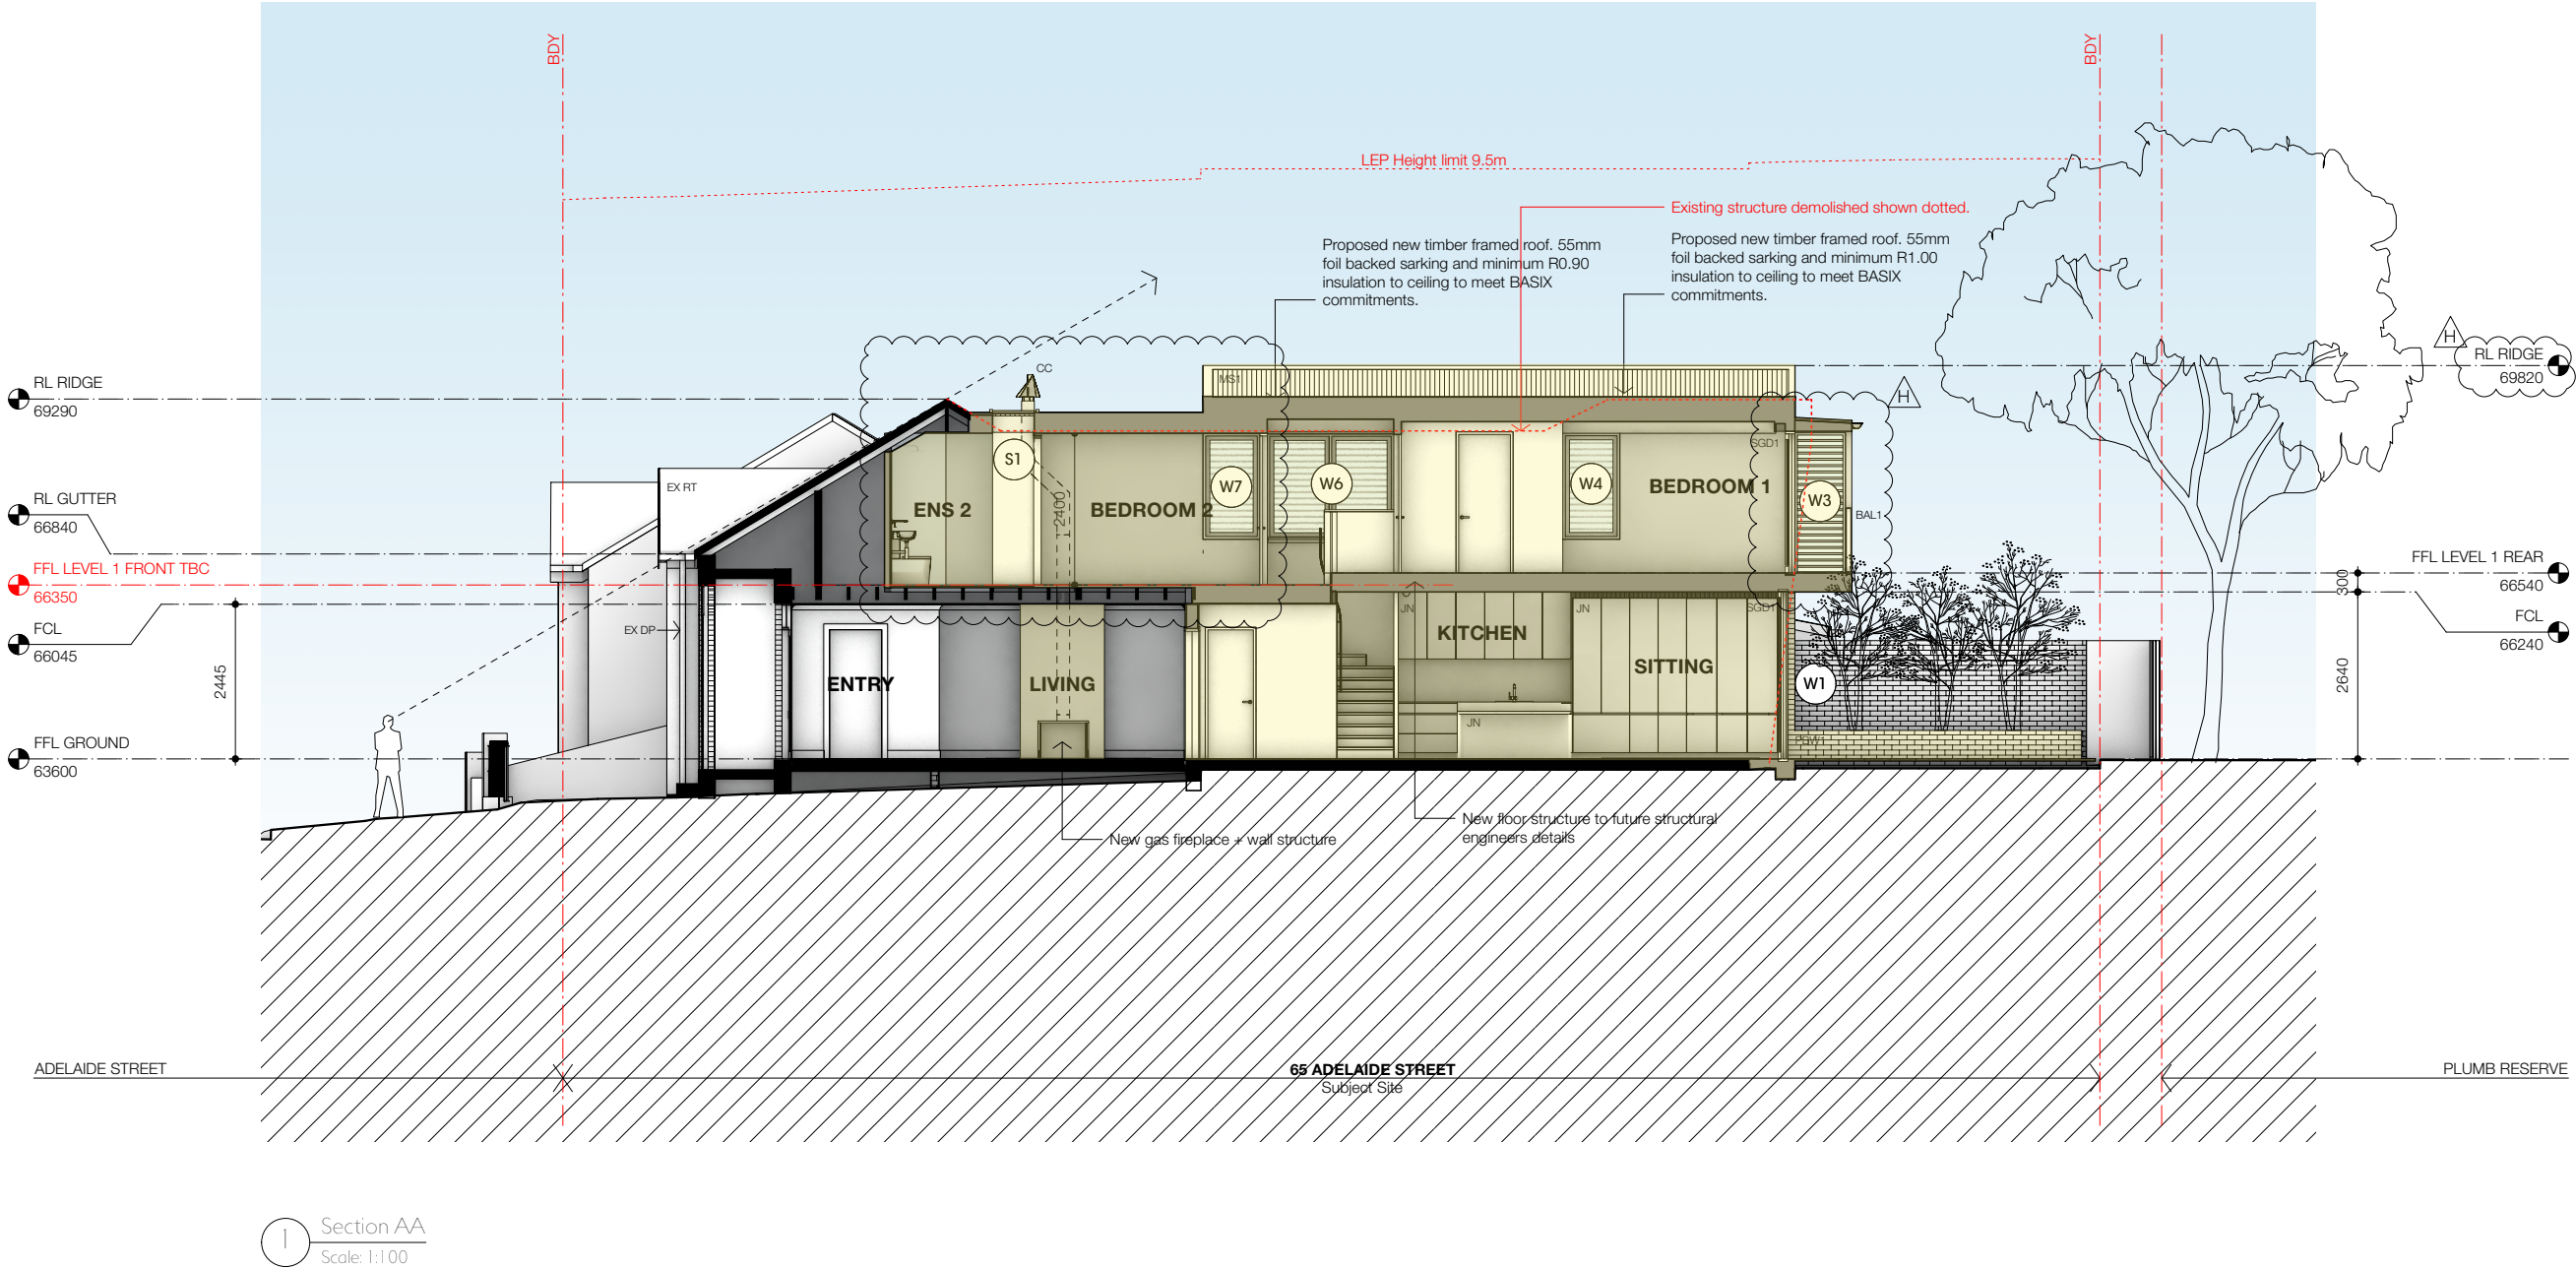 BDY
BDY
LEP Height limit 9.5m
Existing structure demolished shown dotted.
Proposed new timber framed roof. 55mm
foil backed sarking and minimum R0.90
insulation to ceiling to meet BASIX
commitments.
Proposed new timber framed roof. 55mm
foil backed sarking and minimum R1.00
insulation to ceiling to meet BASIX
commitments.
H
RL RIDGE
69820
RL RIDGE
69290
CC
MS1
H
SGD1
S1
W7
W6
W4
BEDROOM 1
W3
BAL1
EX RT
RL GUTTER
66840
ENS 2
BEDROOM 2
2400
FFL LEVEL 1 FRONT TBC
66350
FFL LEVEL 1 REAR
66540
300
FCL
66045
FCL
66240
EX DP
JN
JN
SGD1
KITCHEN
SITTING
ENTRY
LIVING
W1
2445
2640
JN
FFL GROUND
63600
New gas fireplace + wall structure
New floor structure to future structural
engineers details
ADELAIDE STREET
65 ADELAIDE STREET
Subject Site
PLUMB RESERVE
1
Section AA
Scale: 1:100